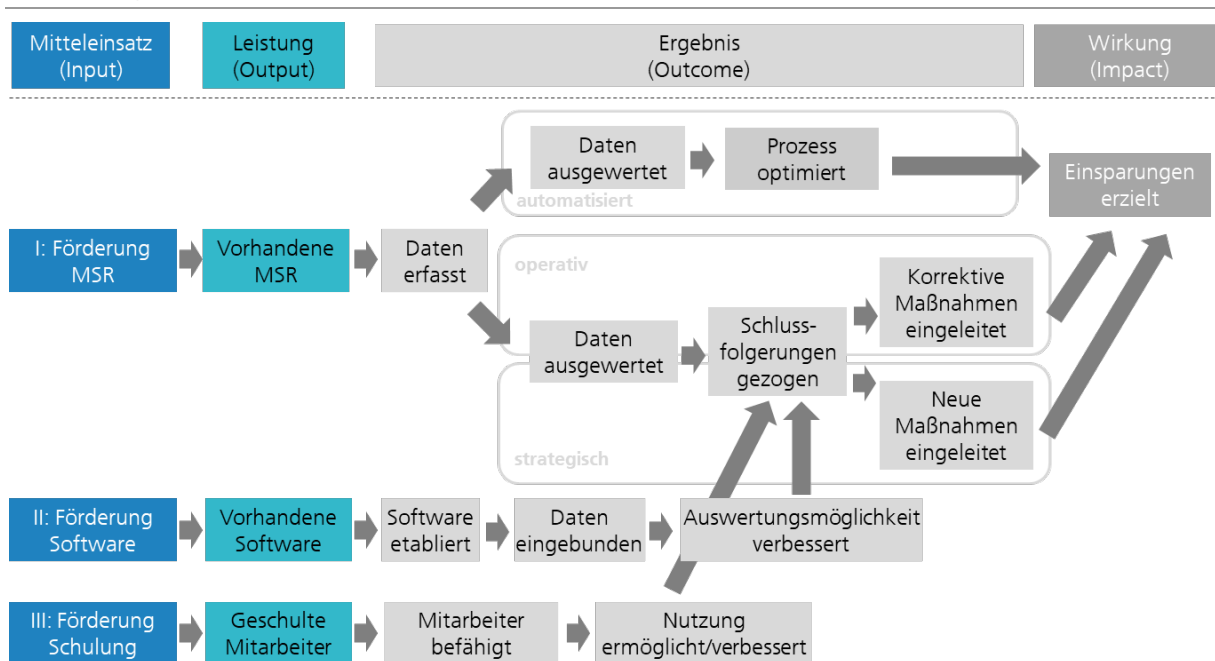 Mitteleinsatz
(Input)
Leistung
(Output)
Ergebnis
(Outcome)
Wirkung
(Impact)
Daten
ausgewertet
Prozess
optimiert
automatisiert
Einsparungen
erzielt
I: Förderung
MSR
Vorhandene
MSR
Daten
erfasst
operativ
Daten
ausgewertet
Schluss-
folgerungen
gezogen
Korrektive
Maßnahmen
eingeleitet
Neue
Maßnahmen
eingeleitet
strategisch
II: Förderung
Software
Vorhandene
Software
Software
etabliert
Daten
eingebunden
Auswertungsmöglichkeit
verbessert
III: Förderung
Schulung
Geschulte
Mitarbeiter
Mitarbeiter
befähigt
Nutzung
ermöglicht/verbessert